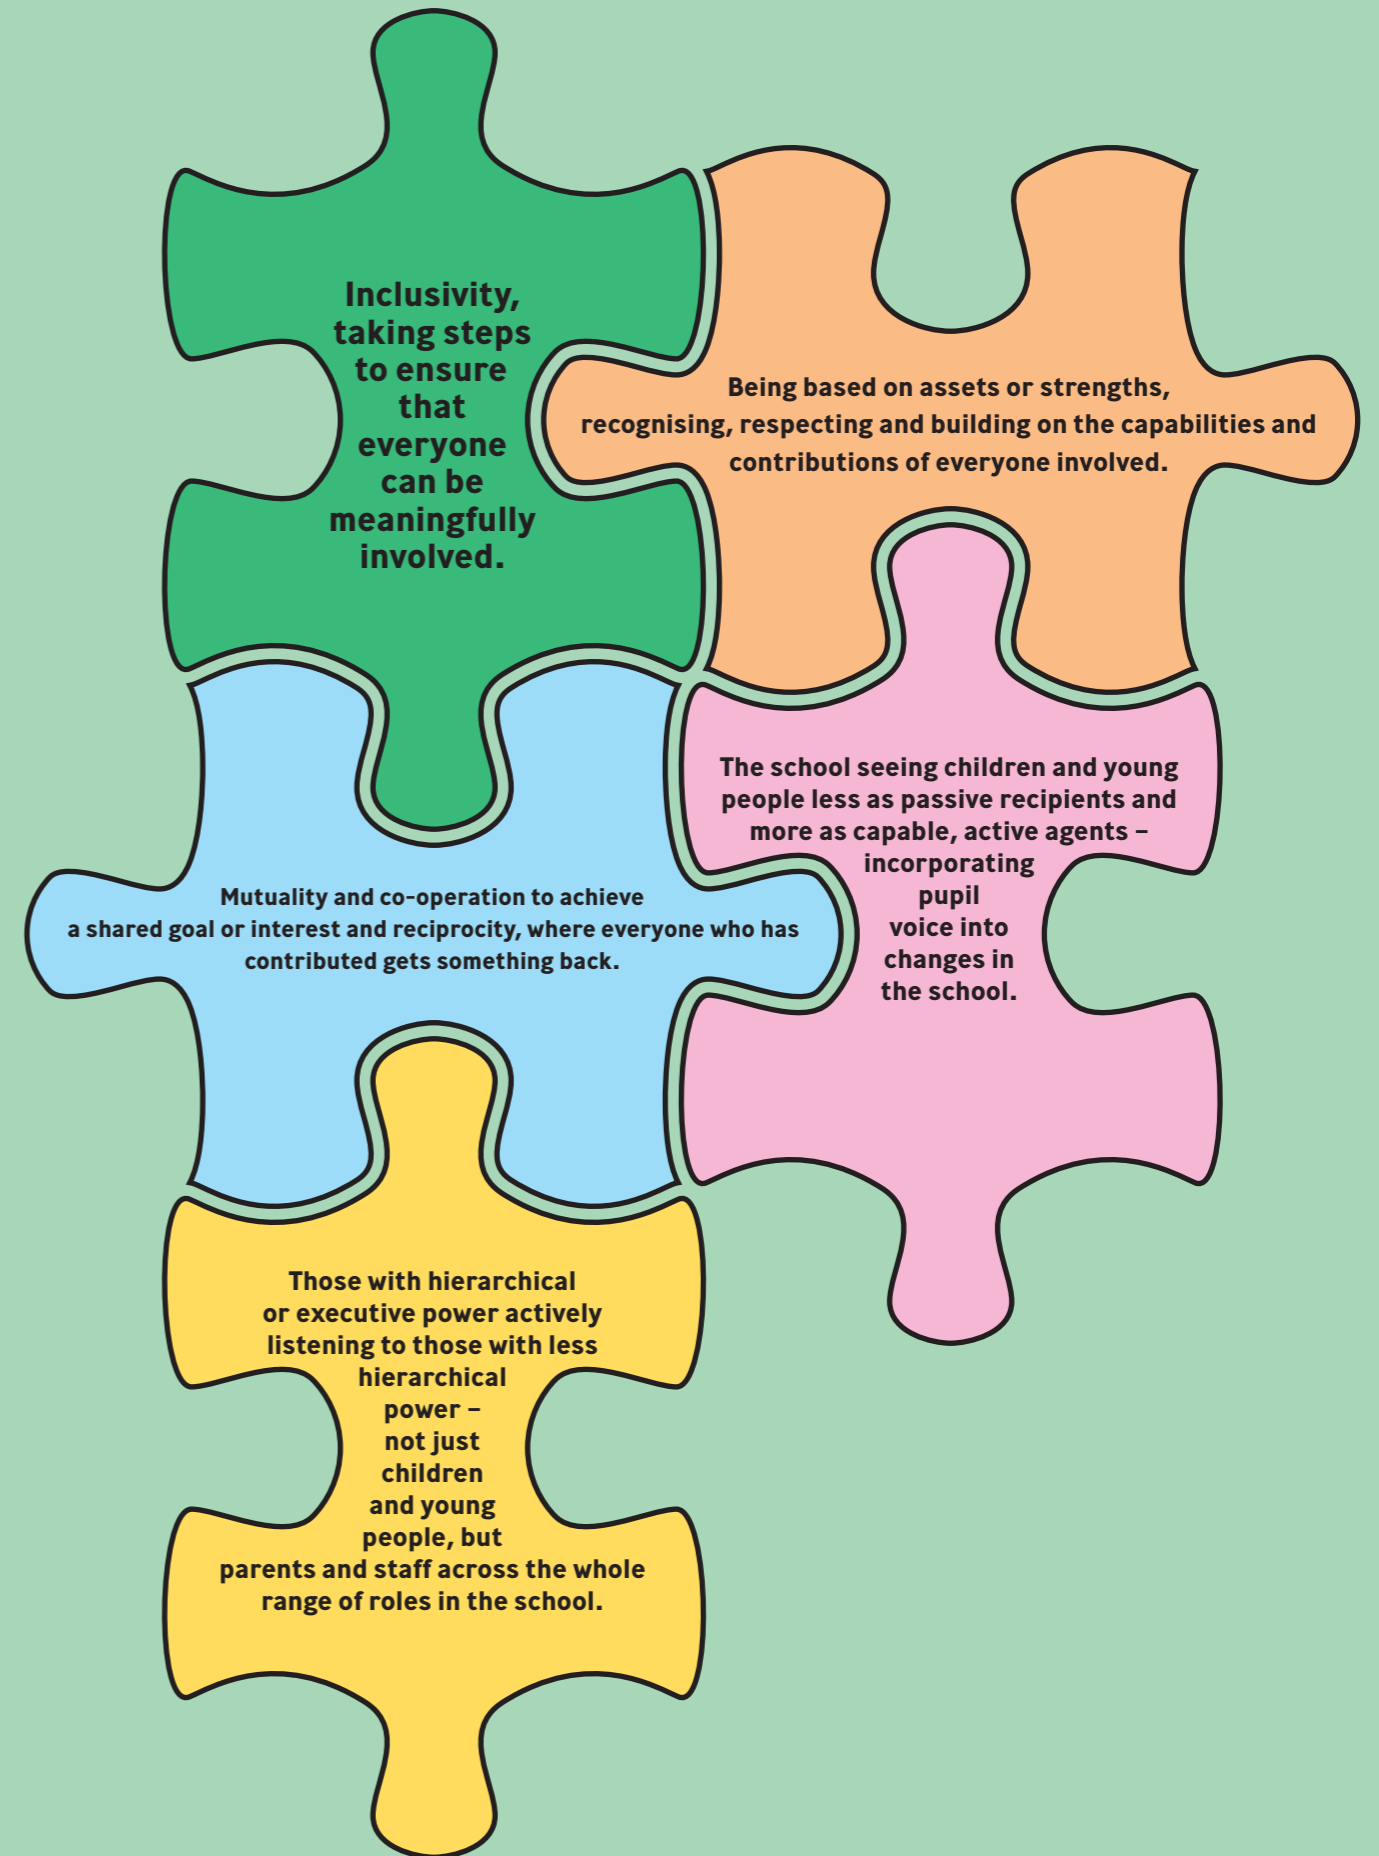 Inclusivity,
taking steps
to ensure
that
everyone
can be
meaningfully
involved.
Being based on assets or strengths,
recognising, respecting and building on the capabilities and
contributions of everyone involved.
Mutuality and co-operation to achieve
a shared goal or interest and reciprocity, where everyone who has
contributed gets something back.
The school seeing children and young
people less as passive recipients and
more as capable, active agents –
incorporating
pupil
voice into
changes in
the school.
Those with hierarchical
or executive power actively
listening to those with less
hierarchical
power –
not just
children
and young
people, but
parents and staff across the whole
range of roles in the school.